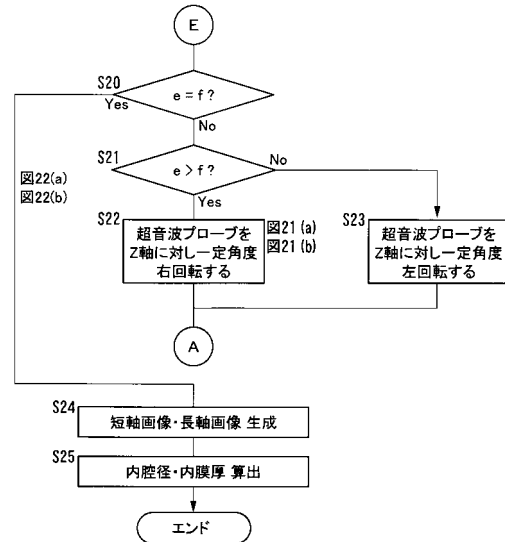 E
S20
e = f ?
Yes
No
S21
e > f ?
No
Yes
図22(a)
図22(b)
S22
超音波プローブを
Z軸に対し一定角度
右回転する
図21 (a)
図21 (b)
S23
超音波プローブを
Z軸に対し一定角度
左回転する
A
S24
短軸画像・長軸画像 生成
S25
内腔径・内膜厚 算出
エンド